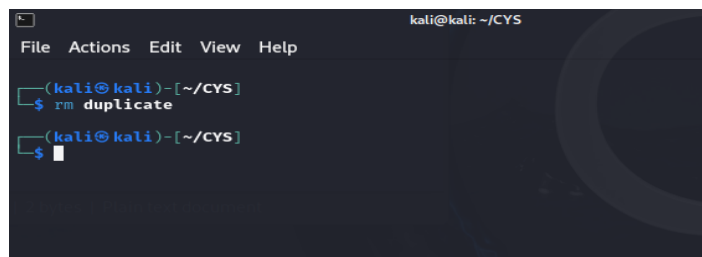 kali@kali: ~/CYS
File Actions Edit View Help
┌──(kali㉿kali)-[~/CYS]
└─$ rm duplicate
┌──(kali㉿kali)-[~/CYS]
└─$